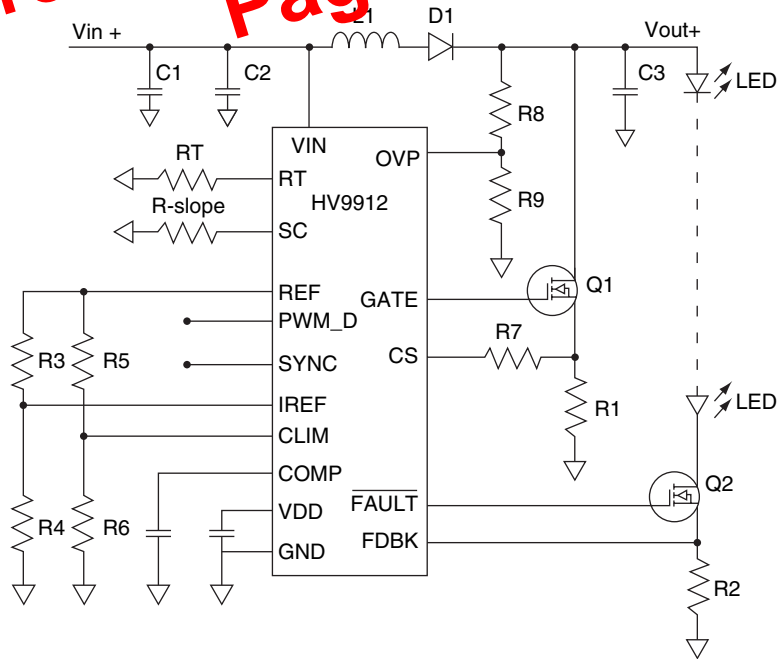 Pag
Vin +
L1
D1
Vout+
C1
C2
C3
LED
R8
VIN
OVP
RT
RT
HV9912
R9
R-slope
SC
REF
GATE
Q1
PWM_D
R7
R3
R5
SYNC
CS
IREF
R1
LED
CLIM
COMP
Q2
R4
R6
VDD
FAULT
GND
FDBK
R2